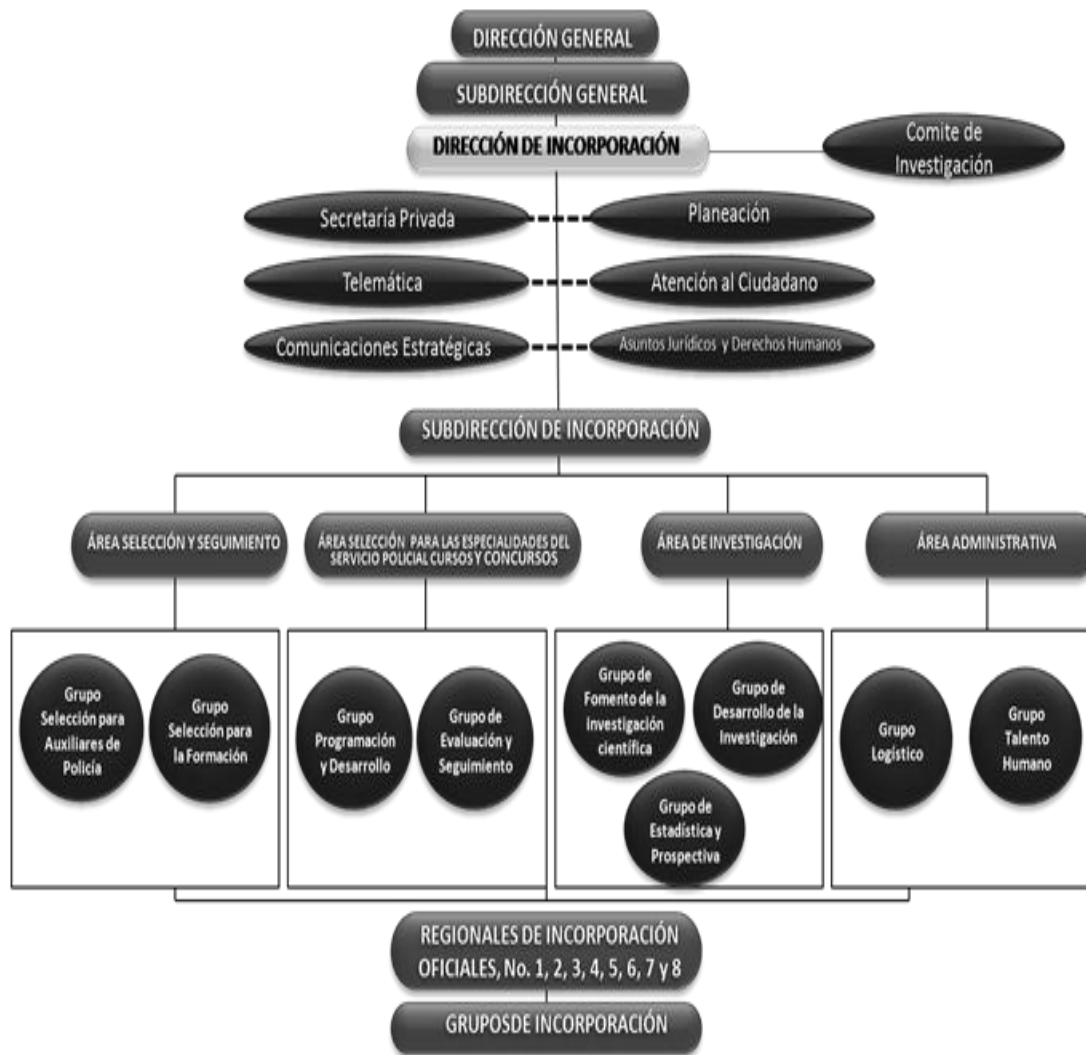 DIRECCIÓN GENERAL
SUBDIRECCIÓN GENERAL
DIRECCIÓN DE INCORPORACIÓN
Comite de
Investigación
Secretaría Privada
Planeación
Telemática
Atención al Ciudadano
Comunicaciones Estratégicas
Asuntos Jurídicos y Derechos Humanos
SUBDIRECCIÓN DE INCORPORACIÓN
ÁREA SELECCIÓN Y SEGUIMIENTO
ÁREA SELECCIÓN PARA LAS ESPECIALIDADES DEL
SERVICIO POLICIAL CURSOS Y CONCURSOS
ÁREA DE INVESTIGACIÓN
ÁREA ADMINISTRATIVA
Grupo
Selección para
Auxiliares de
Policía
Grupo
Selección para
la Formación
Grupo
Programación
y Desarrollo
Grupo de
Evaluación y
Seguimiento
Grupo de
Fomento de la
Investigación
científica
Grupo de
Desarrollo de la
Investigación
Grupo de
Estadística y
Prospectiva
Grupo
Logístico
Grupo
Talento
Humano
REGIONALES DE INCORPORACIÓN
OFICIALES, No. 1, 2, 3, 4, 5, 6, 7 y 8
GRUPOSDE INCORPORACIÓN